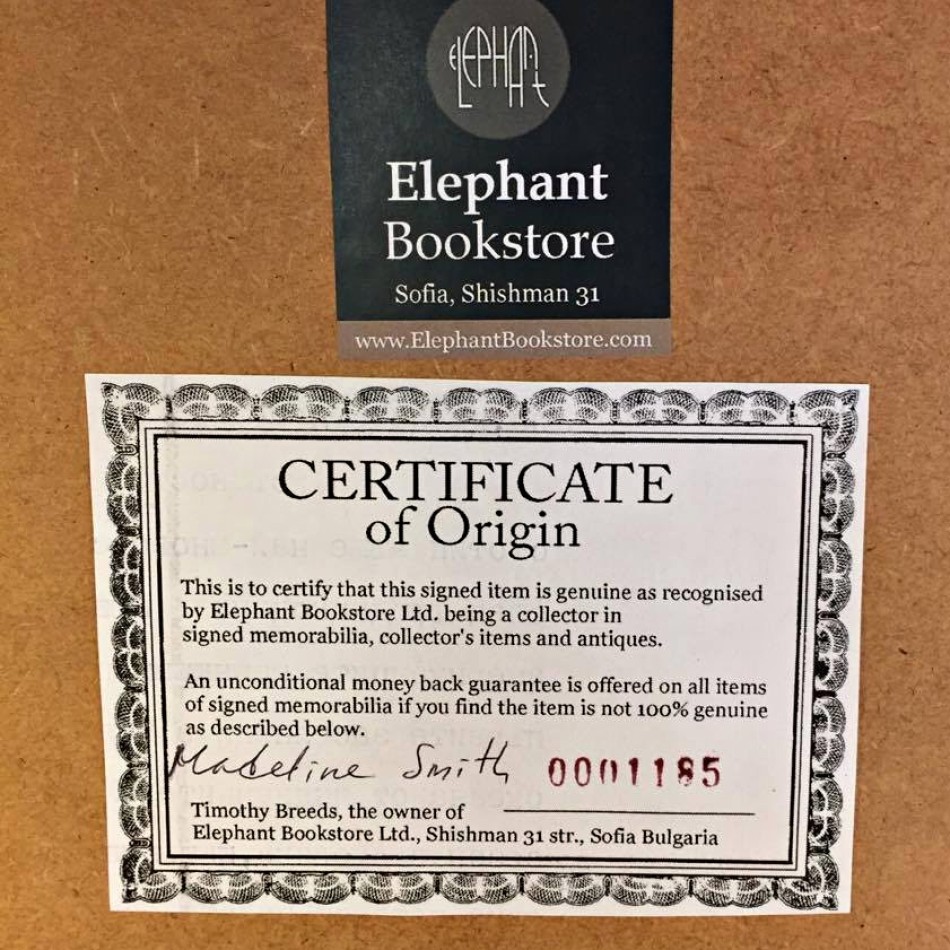 ELEPHANT
Elephant
Bookstore
Sofia, Shishman 31
www.ElephantBookstore.com
CERTIFICATE
of Origin
This is to certify that this signed item is genuine as recognised
by Elephant Bookstore Ltd. being a collector in
signed memorabilia, collector's items and antiques.
An unconditional money back guarantee is offered on all items
of signed memorabilia if you find the item is not 100% genuine
as described below.
Madeline Smith 0001185
Timothy Breeds, the owner of
Elephant Bookstore Ltd., Shishman 31 str., Sofia Bulgaria